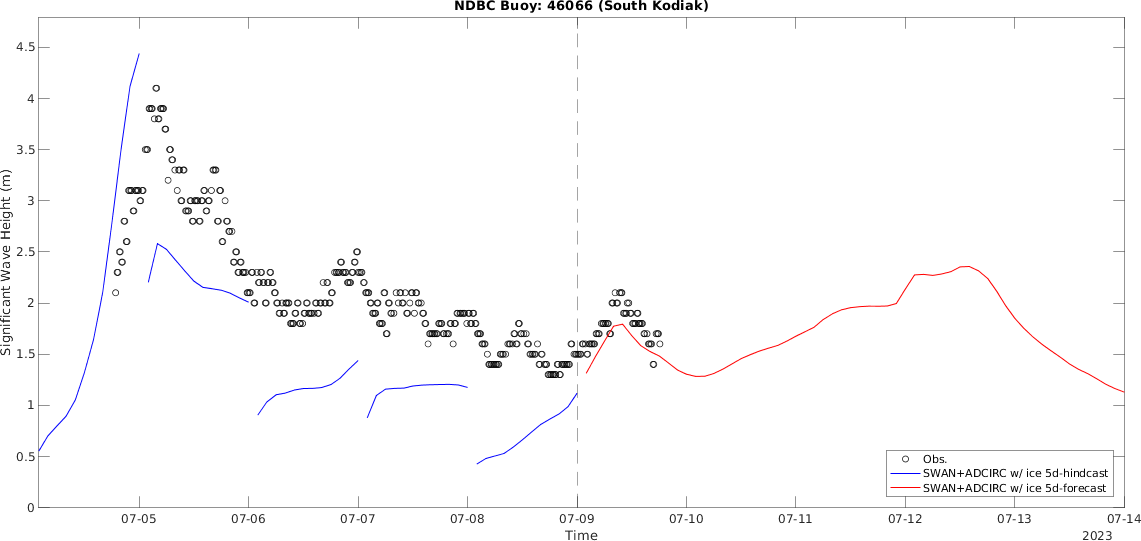 NDBC Buoy: 46066 (South Kodiak)
Significant Wave Height (m)
4.5
4
3.5
3
2.5
2
1.5
1
0.5
0
Obs.
SWAN+ADCIRC w/ ice 5d-hindcast
SWAN+ADCIRC w/ ice 5d-forecast
07-05 07-06 07-07 07-08 07-09 07-10 07-11 07-12 07-13 07-14
Time
2023